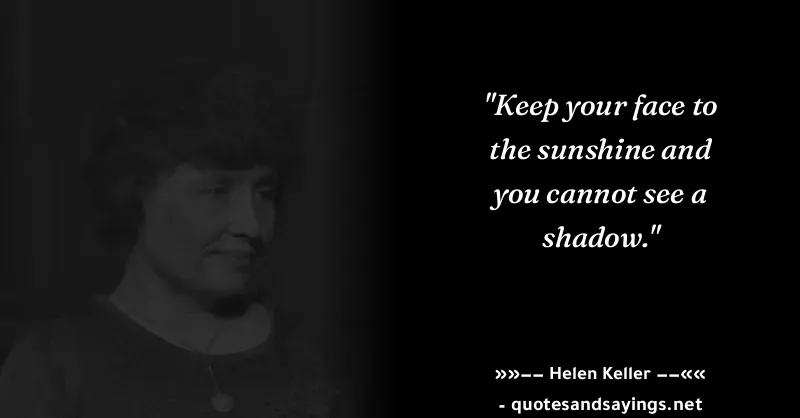 "Keep your face to
the sunshine and
you cannot see a
shadow."
»»–– Helen Keller ––««
- quotesandsayings.net